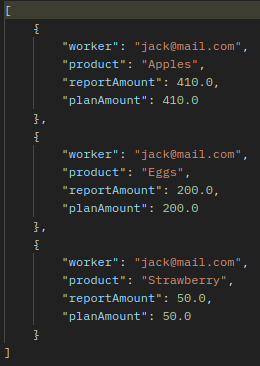 [
    {
        "worker": "jack@mail.com",
        "product": "Apples",
        "reportAmount": 410.0,
        "planAmount": 410.0
    },
    {
        "worker": "jack@mail.com",
        "product": "Eggs",
        "reportAmount": 200.0,
        "planAmount": 200.0
    },
    {
        "worker": "jack@mail.com",
        "product": "Strawberry",
        "reportAmount": 50.0,
        "planAmount": 50.0
    }
]